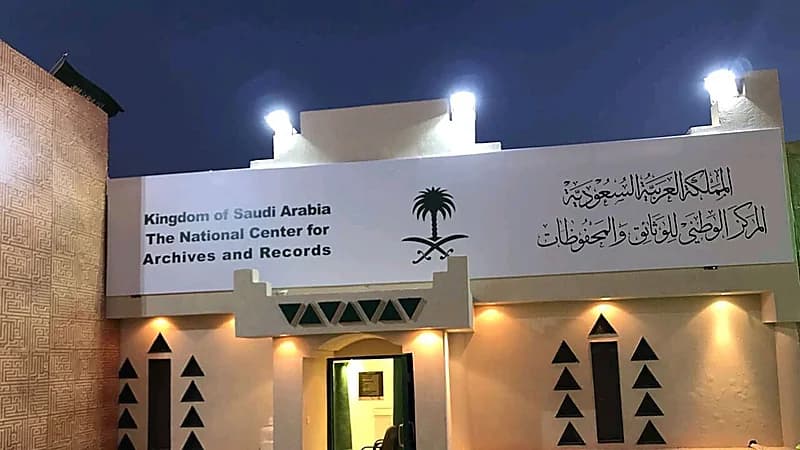 Kingdom of Saudi Arabia
The National Center for
Archives and Records
المملكة العربية السعودية
المركز الوطني للوثائق والمحفوظات